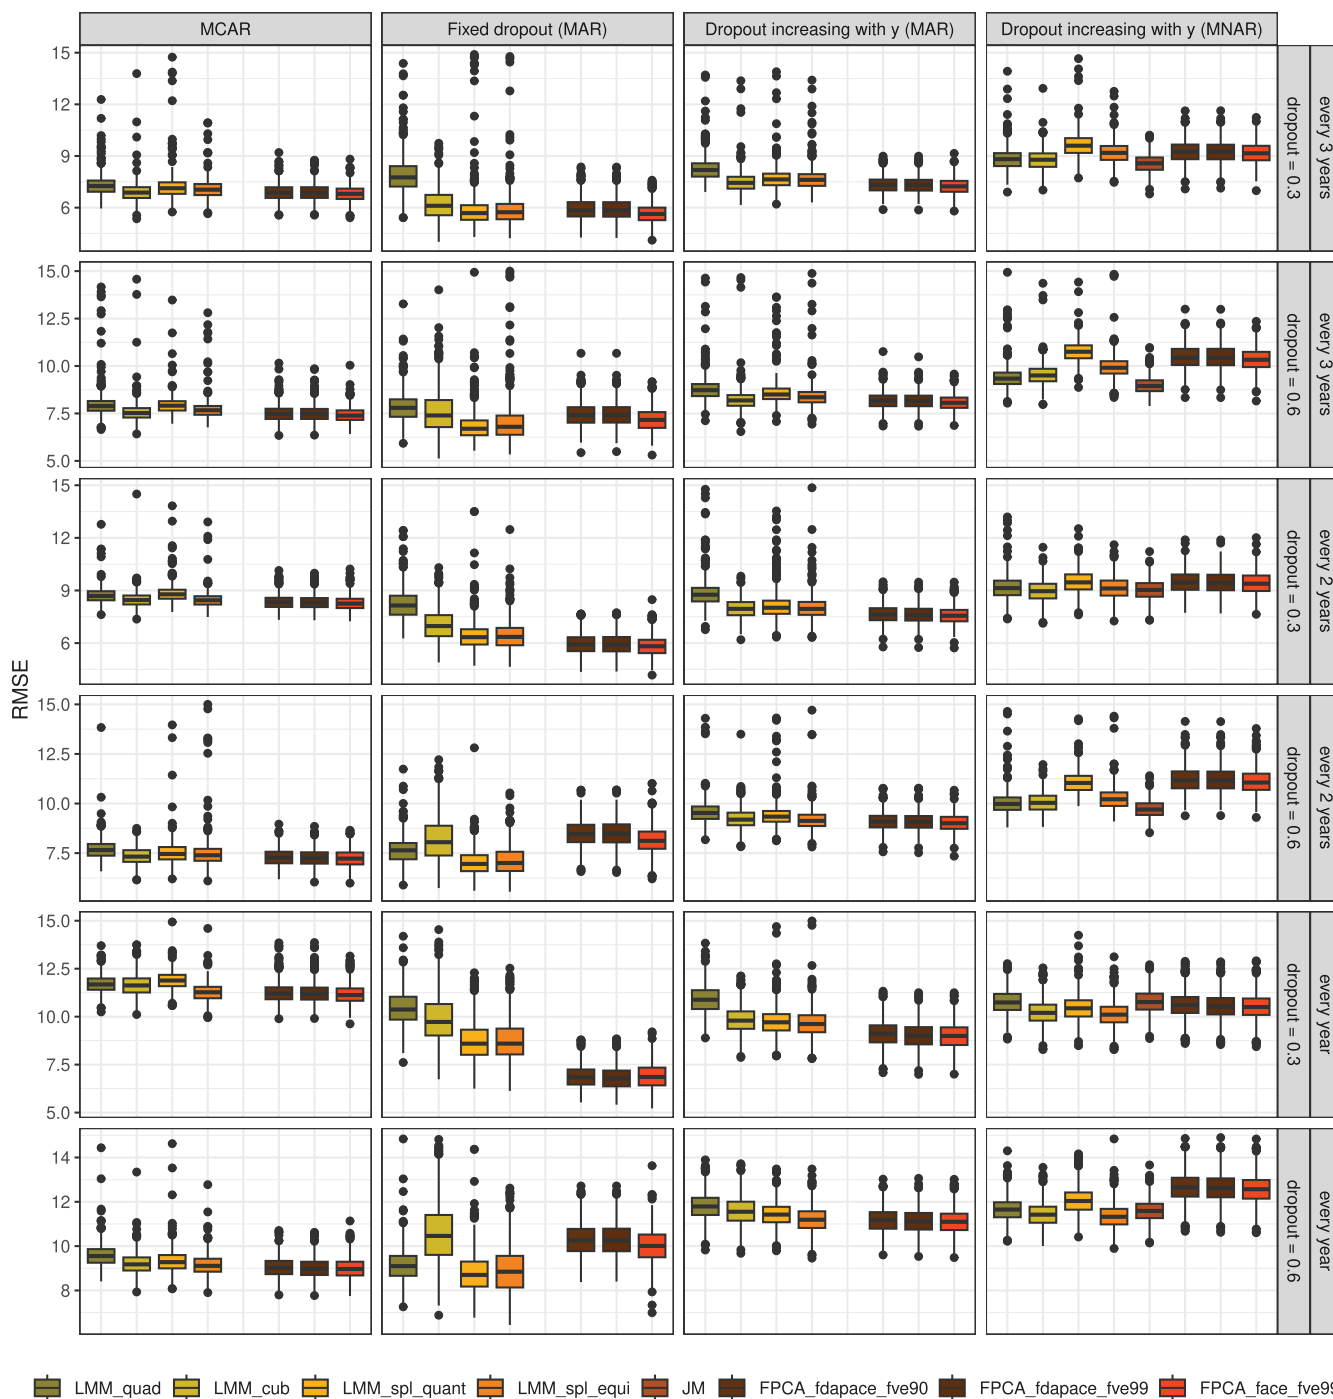 MCAR
Fixed dropout (MAR)
Dropout increasing with y (MAR)
Dropout increasing with y (MNAR)
15
12
9
6
dropout = 0.3
every 3 years
15.0
12.5
10.0
7.5
5.0
dropout = 0.6
every 3 years
15
12
9
6
dropout = 0.3
every 2 years
RMSE
15.0
12.5
10.0
7.5
dropout = 0.6
every 2 years
15.0
12.5
10.0
7.5
5.0
dropout = 0.3
every year
14
12
10
8
dropout = 0.6
every year
LMM_quad LMM_cub LMM_spl_quant LMM_spl_equi JM FPCA_fdapace_fve90 FPCA_fdapace_fve99 FPCA_face_fve9